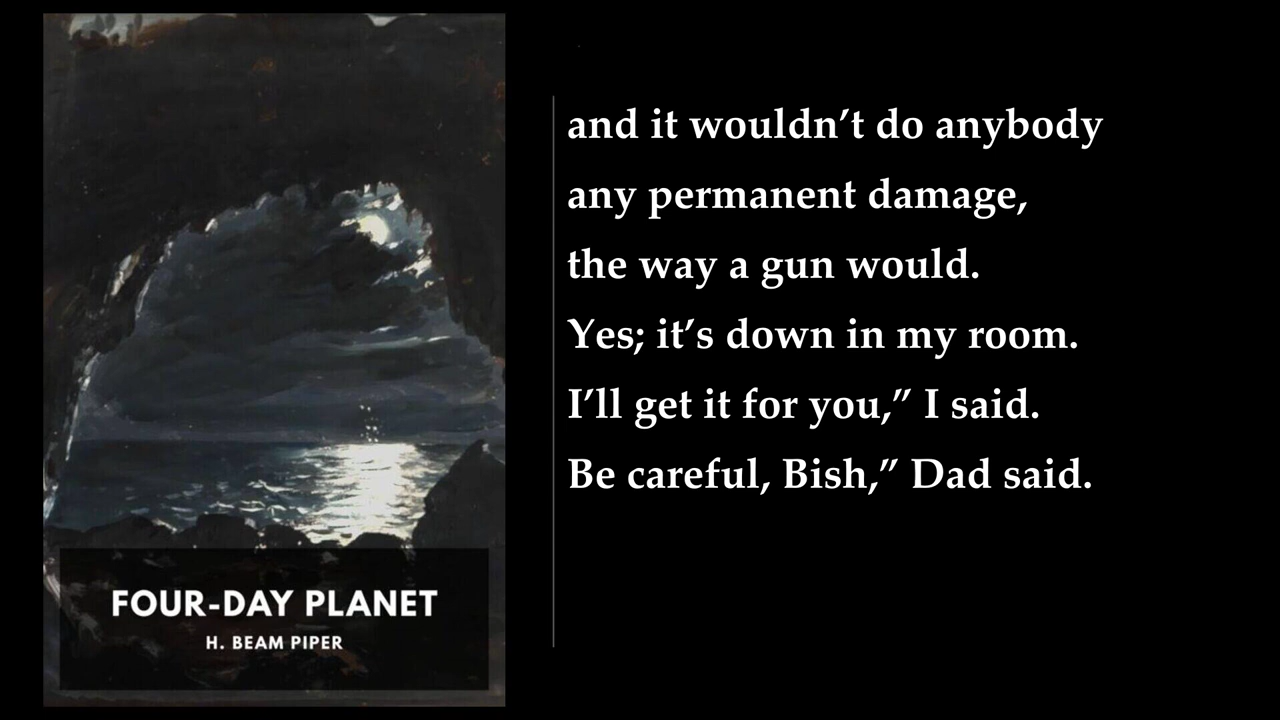 and it wouldn’t do anybody
any permanent damage,
the way a gun would.
Yes; it’s down in my room.
I’ll get it for you,” I said.
Be careful, Bish,” Dad said.
FOUR-DAY PLANET
H. BEAM PIPER